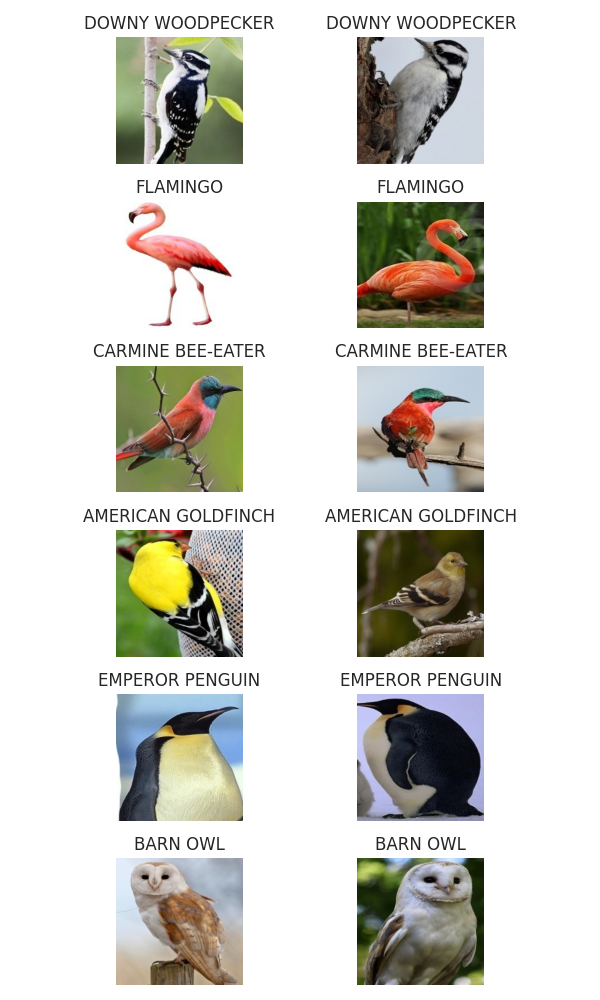 DOWNY WOODPECKER DOWNY WOODPECKER
FLAMINGO FLAMINGO
CARMINE BEE-EATER CARMINE BEE-EATER
AMERICAN GOLDFINCH AMERICAN GOLDFINCH
EMPEROR PENGUIN EMPEROR PENGUIN
BARN OWL BARN OWL